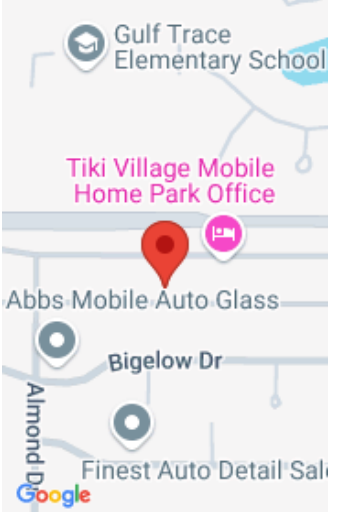 Gulf Trace
Elementary School
Tiki Village Mobile
Home Park Office
Abbs Mobile Auto Glass
Bigelow Dr
Almond D
Finest Auto Detail Sal
Google